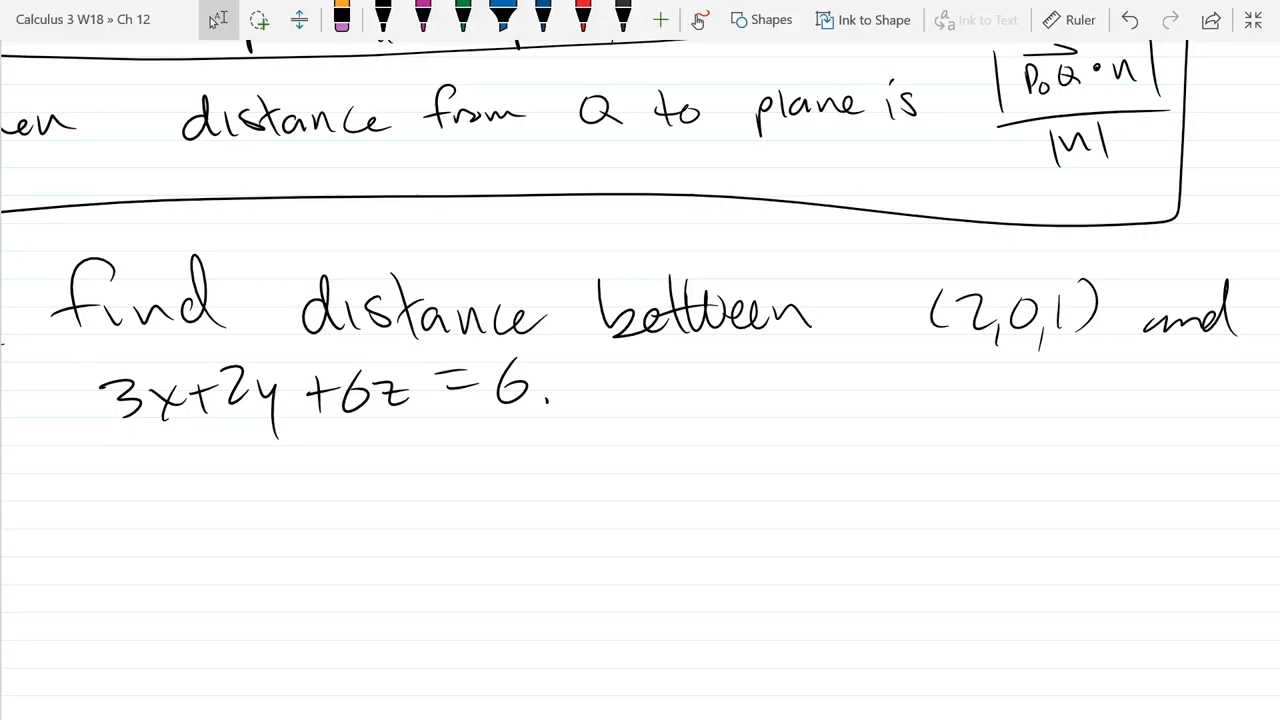 Calculus 3 W18 » Ch 12
Shapes
Ink to Shape
Ink to Text
Ruler
|P₀Q • n|
distance from Q to plane is
|n|
find distance between (2,0,1) and
3x+2y+6z = 6.